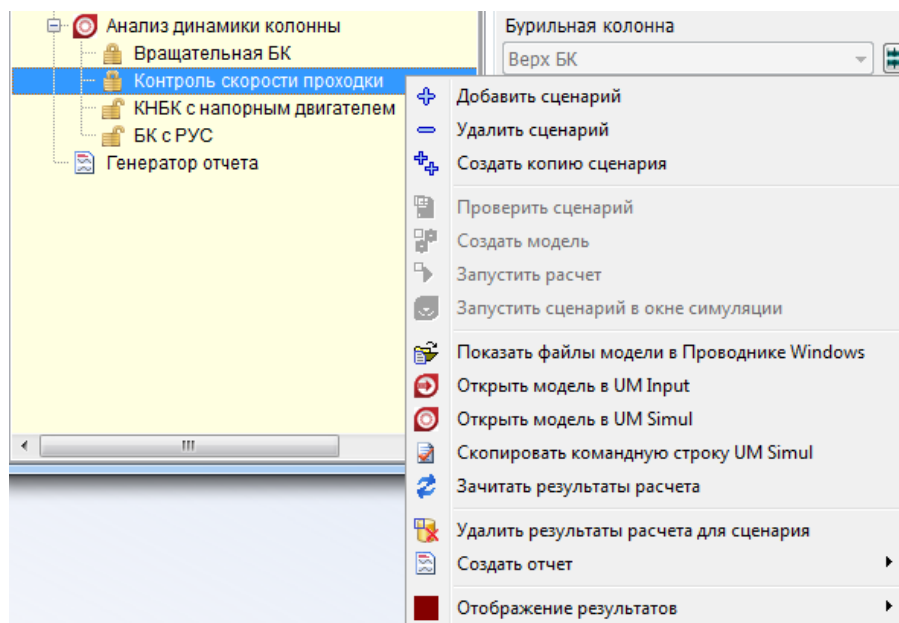 Анализ динамики колонны
Вращательная БК
Контроль скорости проходки
КНБК с напорным двигателем
БК с РУС
Генератор отчета
Бурильная колонна
Верх БК
Добавить сценарий
Удалить сценарий
Создать копию сценария
Проверить сценарий
Создать модель
Запустить расчет
Запустить сценарий в окне симуляции
Показать файлы модели в Проводнике Windows
Открыть модель в UM Input
Открыть модель в UM Simul
Скопировать командную строку UM Simul
Зачитать результаты расчета
Удалить результаты расчета для сценария
Создать отчет
Отображение результатов